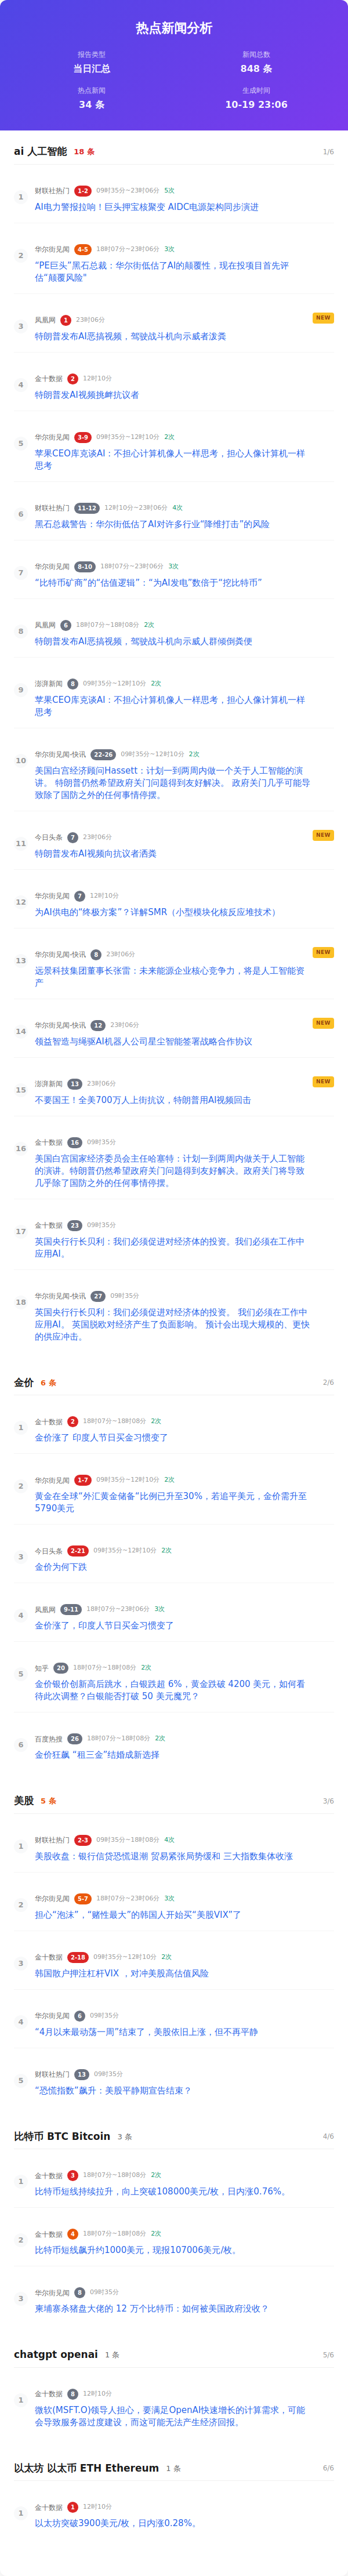 热点新闻分析
报告类型
新闻总数
当日汇总
848 条
热点新闻
生成时间
34 条
10-19 23:06
ai 人工智能 18 条 1/6
1 财联社热门 1-2 09时35分~23时06分 5次
AI电力警报拉响！巨头押宝核聚变 AIDC电源架构同步演进
2 华尔街见闻 4-5 18时07分~23时06分 3次
“PE巨头”黑石总裁：华尔街低估了AI的颠覆性，现在投项目首先评
估“颠覆风险”
3 凤凰网 1 23时06分 NEW
特朗普发布AI恶搞视频，驾驶战斗机向示威者泼粪
4 金十数据 2 12时10分
特朗普发AI视频挑衅抗议者
5 华尔街见闻 3-9 09时35分~12时10分 2次
苹果CEO库克谈AI：不担心计算机像人一样思考，担心人像计算机一样
思考
6 财联社热门 11-12 12时10分~23时06分 4次
黑石总裁警告：华尔街低估了AI对许多行业“降维打击”的风险
7 华尔街见闻 8-10 18时07分~23时06分 3次
“比特币矿商”的“估值逻辑”：“为AI发电”数倍于“挖比特币”
8 凤凰网 6 18时07分~18时08分 2次
特朗普发布AI恶搞视频，驾驶战斗机向示威人群倾倒粪便
9 澎湃新闻 8 09时35分~12时10分 2次
苹果CEO库克谈AI：不担心计算机像人一样思考，担心人像计算机一样
思考
10 华尔街见闻-快讯 22-26 09时35分~12时10分 2次
美国白宫经济顾问Hassett：计划一到两周内做一个关于人工智能的演
讲。 特朗普仍然希望政府关门问题得到友好解决。 政府关门几乎可能导
致除了国防之外的任何事情停摆。
11 今日头条 7 23时06分 NEW
特朗普发布AI视频向抗议者洒粪
12 华尔街见闻 7 12时10分
为AI供电的“终极方案”？详解SMR（小型模块化核反应堆技术）
13 华尔街见闻-快讯 8 23时06分 NEW
远景科技集团董事长张雷：未来能源企业核心竞争力，将是人工智能资
产
14 华尔街见闻-快讯 12 23时06分 NEW
领益智造与绳驱AI机器人公司星尘智能签署战略合作协议
15 澎湃新闻 13 23时06分 NEW
不要国王！全美700万人上街抗议，特朗普用AI视频回击
16 金十数据 16 09时35分
美国白宫国家经济委员会主任哈塞特：计划一到两周内做关于人工智能
的演讲。特朗普仍然希望政府关门问题得到友好解决。政府关门将导致
几乎除了国防之外的任何事情停摆。
17 金十数据 23 09时35分
英国央行行长贝利：我们必须促进对经济体的投资。我们必须在工作中
应用AI。
18 华尔街见闻-快讯 27 09时35分
英国央行行长贝利：我们必须促进对经济体的投资。 我们必须在工作中
应用AI。 英国脱欧对经济产生了负面影响。 预计会出现大规模的、更快
的供应冲击。
金价 6 条 2/6
1 金十数据 2 18时07分~18时08分 2次
金价涨了 印度人节日买金习惯变了
2 华尔街见闻 1-7 09时35分~12时10分 2次
黄金在全球“外汇黄金储备”比例已升至30%，若追平美元，金价需升至
5790美元
3 今日头条 2-21 09时35分~12时10分 2次
金价为何下跌
4 凤凰网 9-11 18时07分~23时06分 3次
金价涨了，印度人节日买金习惯变了
5 知乎 20 18时07分~18时08分 2次
金价银价创新高后跳水，白银跌超 6%，黄金跌破 4200 美元，如何看
待此次调整？白银能否打破 50 美元魔咒？
6 百度热搜 26 18时07分~18时08分 2次
金价狂飙 “租三金”结婚成新选择
美股 5 条 3/6
1 财联社热门 2-3 09时35分~18时08分 4次
美股收盘：银行信贷恐慌退潮 贸易紧张局势缓和 三大指数集体收涨
2 华尔街见闻 5-7 18时07分~23时06分 3次
担心“泡沫”，“赌性最大”的韩国人开始买“美股VIX”了
3 金十数据 2-18 09时35分~12时10分 2次
韩国散户押注杠杆VIX ，对冲美股高估值风险
4 华尔街见闻 6 09时35分
“4月以来最动荡一周”结束了，美股依旧上涨，但不再平静
5 财联社热门 13 09时35分
“恐慌指数”飙升：美股平静期宣告结束？
比特币 BTC Bitcoin 3 条 4/6
1 金十数据 3 18时07分~18时08分 2次
比特币短线持续拉升，向上突破108000美元/枚，日内涨0.76%。
2 金十数据 4 18时07分~18时08分 2次
比特币短线飙升约1000美元，现报107006美元/枚。
3 华尔街见闻 8 09时35分
柬埔寨杀猪盘大佬的 12 万个比特币：如何被美国政府没收？
chatgpt openai 1 条 5/6
1 金十数据 8 12时10分
微软(MSFT.O)领导人担心，要满足OpenAI快速增长的计算需求，可能
会导致服务器过度建设，而这可能无法产生经济回报。
以太坊 以太币 ETH Ethereum 1 条 6/6
1 金十数据 1 12时10分
以太坊突破3900美元/枚，日内涨0.28%。